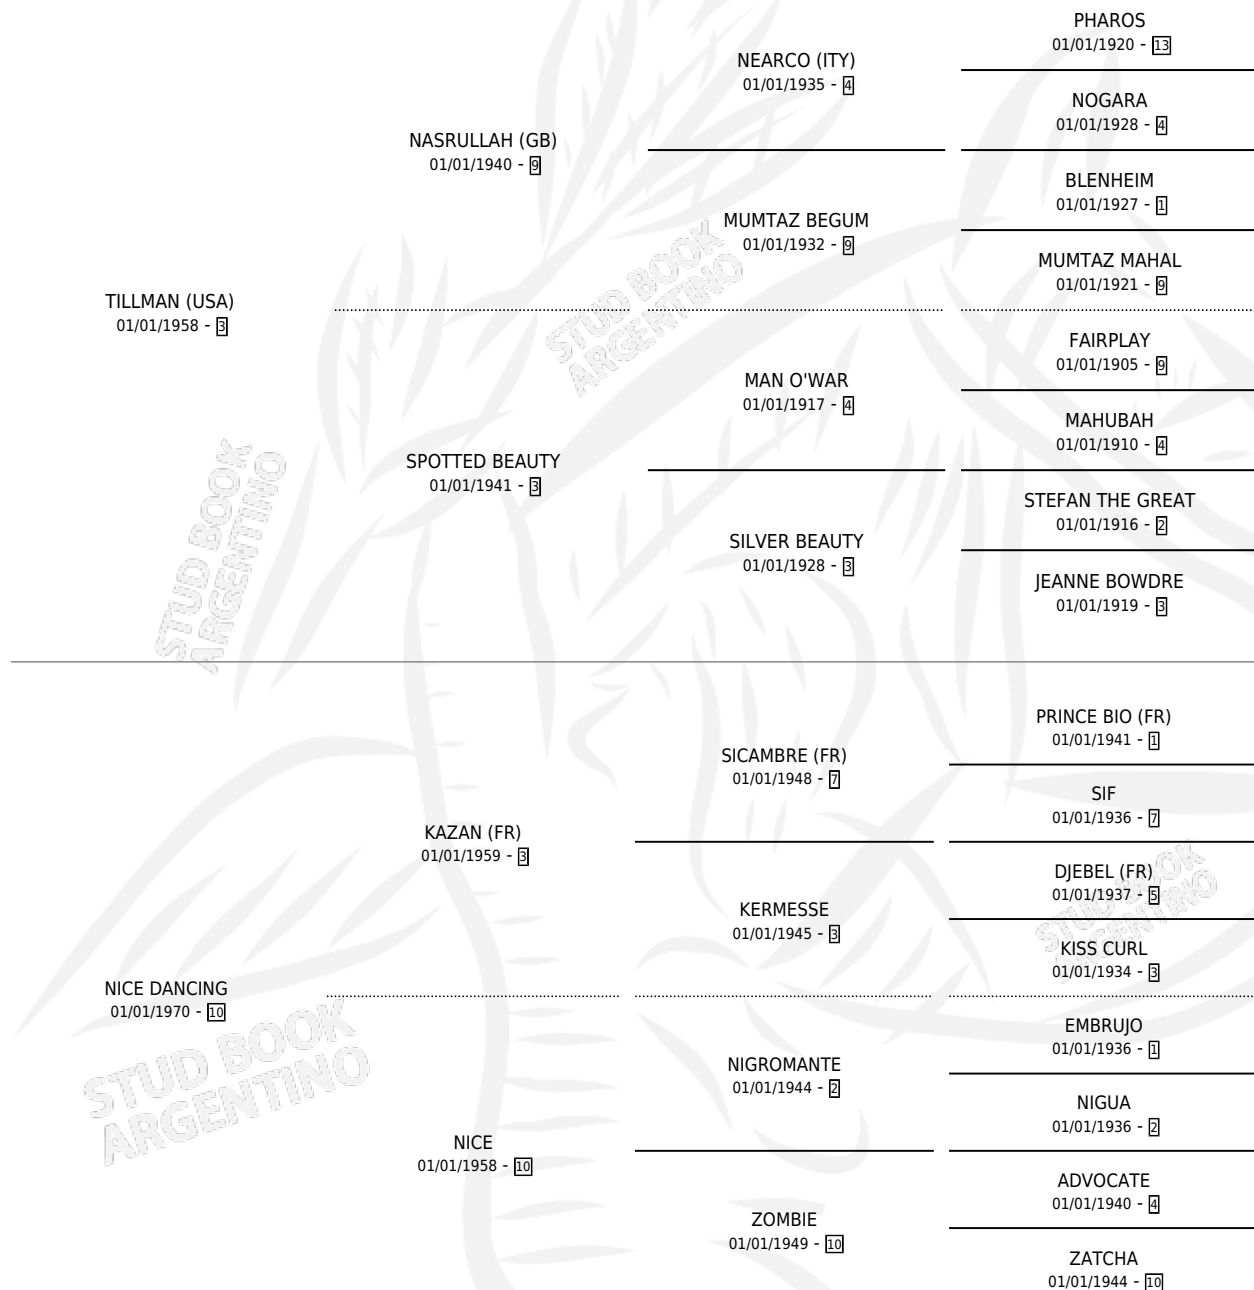 PHAROS
01/01/1920 - 13
NEARCO (ITY)
01/01/1935 - 4
NOGARA
01/01/1928 - 4
NASRULLAH (GB)
01/01/1940 - 9
BLENHEIM
01/01/1927 - 1
MUMTAZ BEGUM
01/01/1932 - 9
MUMTAZ MAHAL
01/01/1921 - 9
TILLMAN (USA)
01/01/1958 - 3
STUD BOOK
ARGENTINO
FAIRPLAY
01/01/1905 - 9
MAN O'WAR
01/01/1917 - 4
MAHUBAH
01/01/1910 - 4
SPOTTED BEAUTY
01/01/1941 - 3
STEFAN THE GREAT
01/01/1916 - 2
SILVER BEAUTY
01/01/1928 - 3
JEANNE BOWDRE
01/01/1919 - 3
STUD BOOK
ARGENTINO
PRINCE BIO (FR)
01/01/1941 - 1
SICAMBRE (FR)
01/01/1948 - 7
SIF
01/01/1936 - 7
KAZAN (FR)
01/01/1959 - 3
DJEBEL (FR)
01/01/1937 - 5
KERMESSE
01/01/1945 - 3
STUD BOOK
ARGENTINO
KISS CURL
01/01/1934 - 3
NICE DANCING
01/01/1970 - 10
STUD BOOK
ARGENTINO
EMBRUJO
01/01/1936 - 1
NIGROMANTE
01/01/1944 - 2
NIGUA
01/01/1936 - 2
NICE
01/01/1958 - 10
ADVOCATE
01/01/1940 - 4
ZOMBIE
01/01/1949 - 10
ZATCHA
01/01/1944 - 10